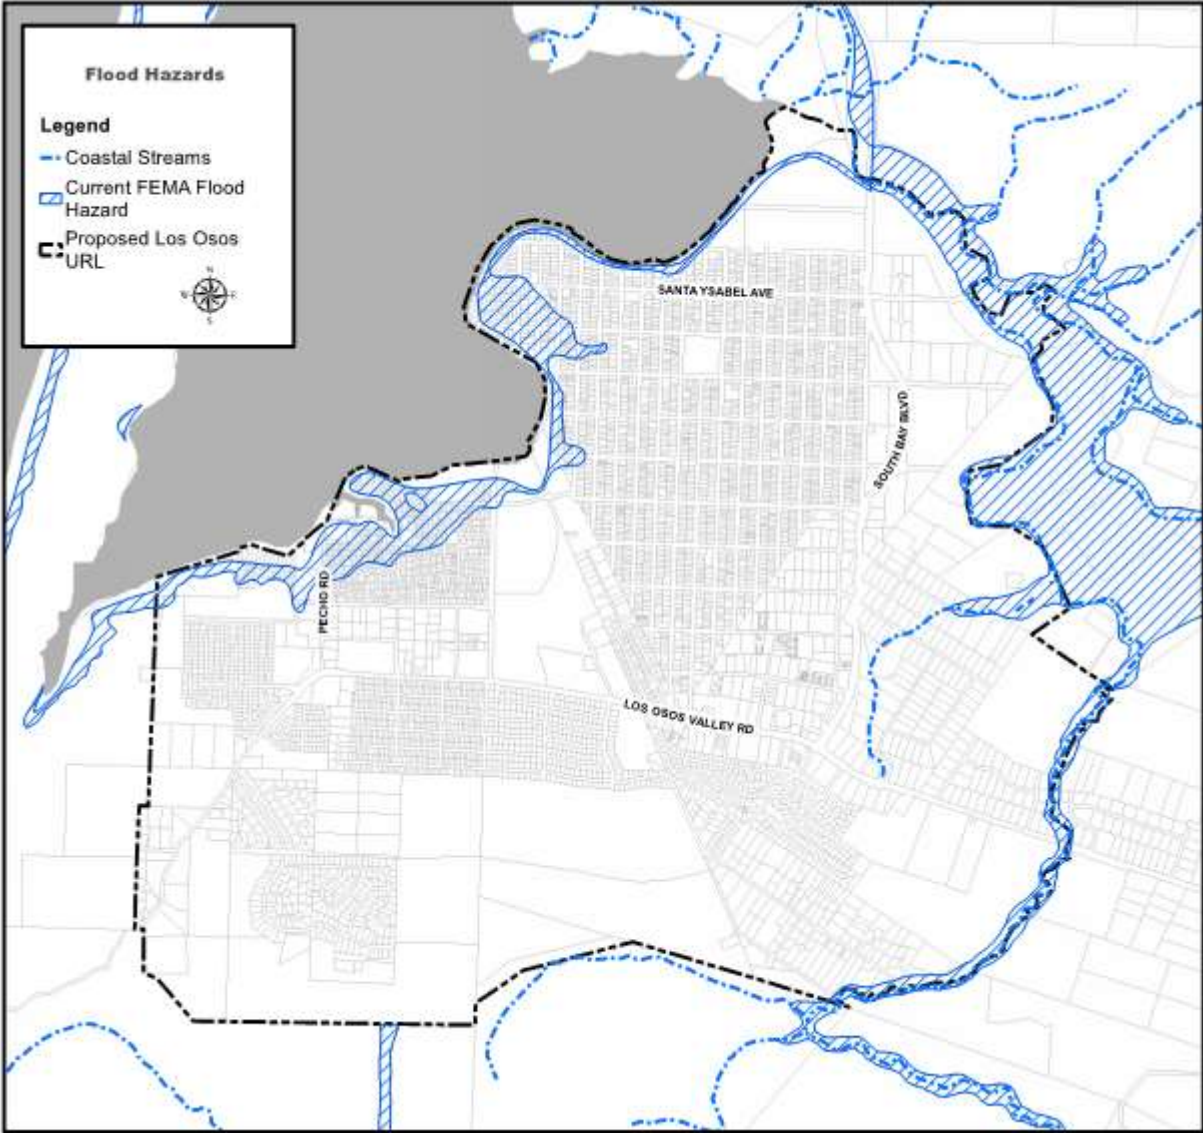 Flood Hazards
Legend
Coastal Streams
Current FEMA Flood
Hazard
Proposed Los Osos
URL
N
W
E
S
SANTA YSABEL AVE
SOUTH BAY BLVD
PECHO RD
LOS OSOS VALLEY RD